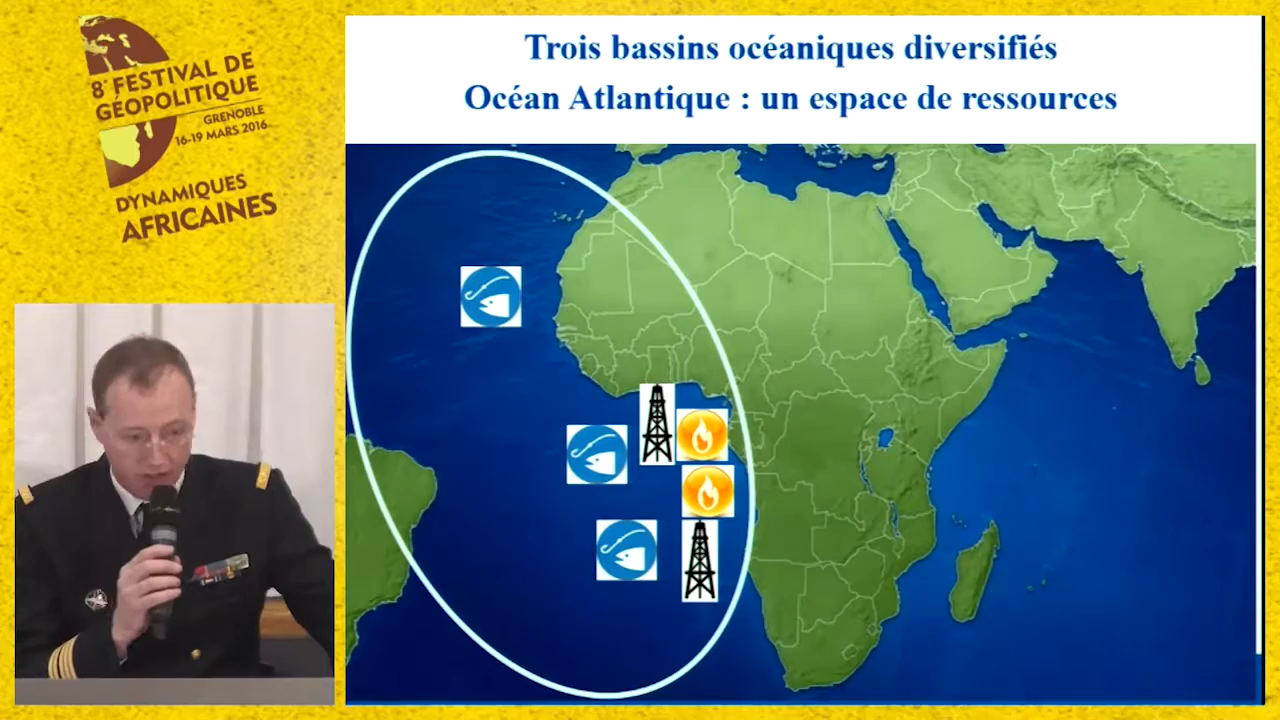 8e FESTIVAL DE
GÉOPOLITIQUE
GRENOBLE
16-19 MARS 2016
DYNAMIQUES
AFRICAINES
Trois bassins océaniques diversifiés
Océan Atlantique : un espace de ressources